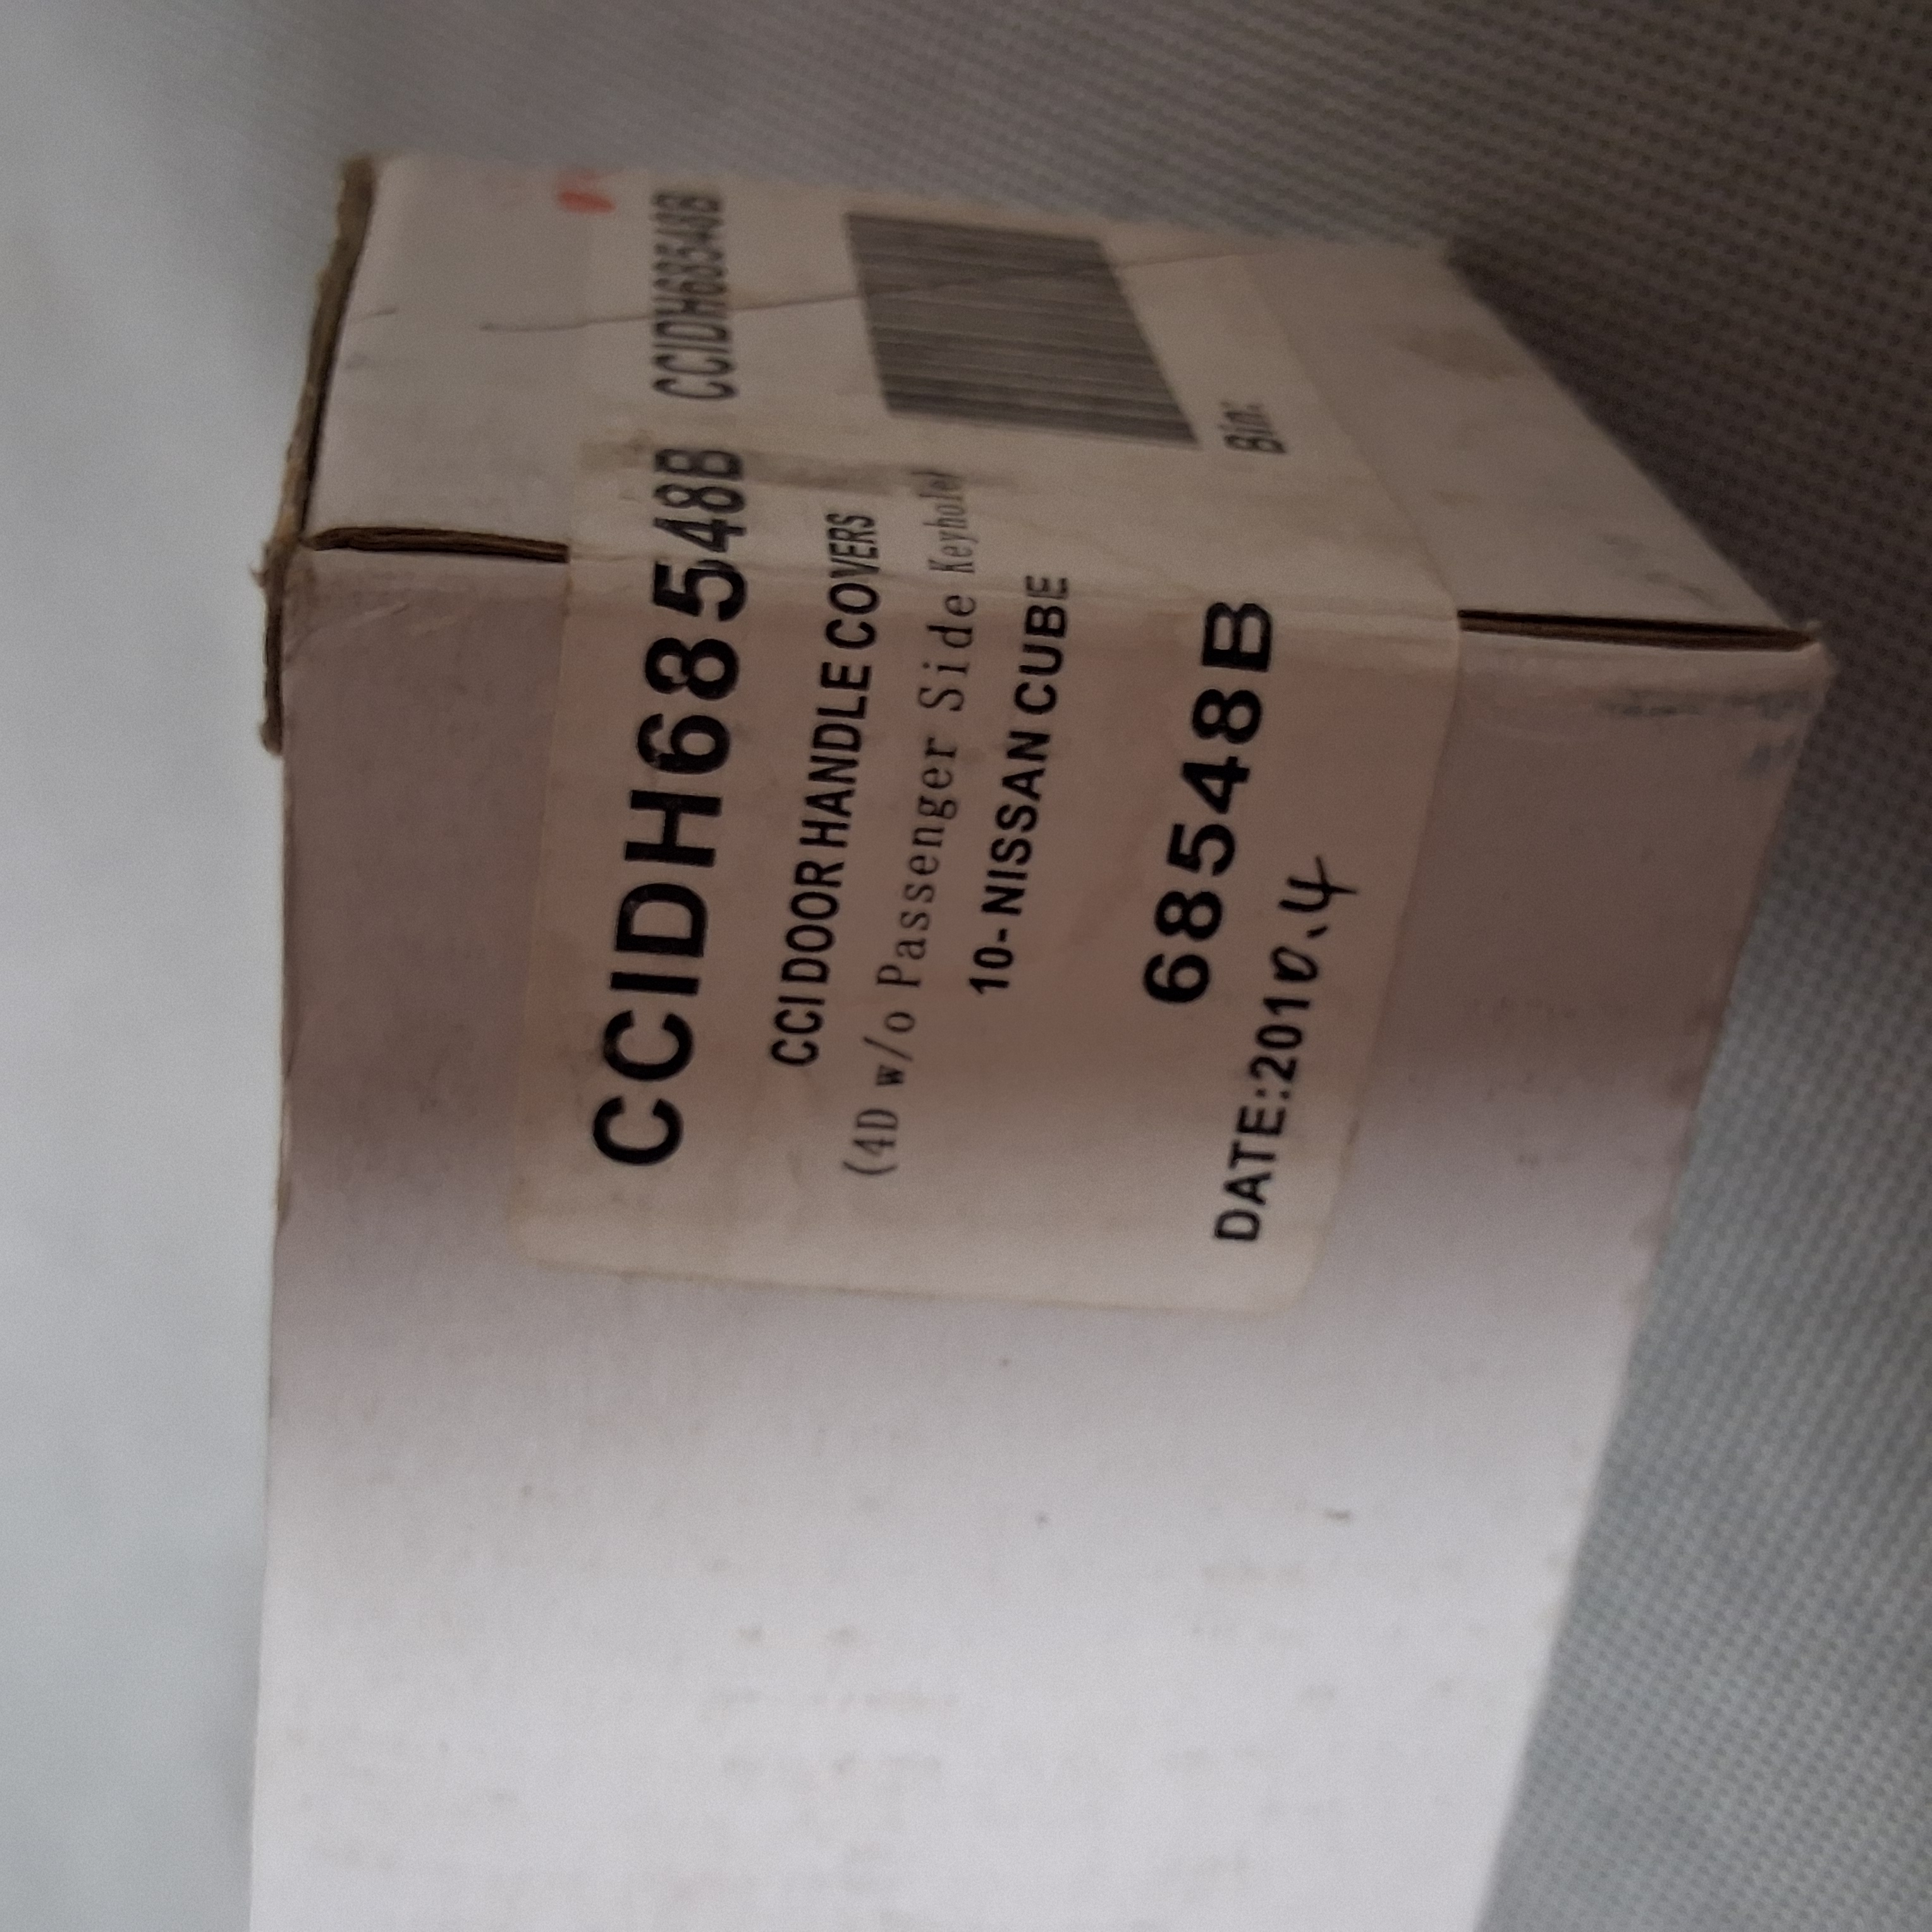 CCIDH68548B CCIDH68548B
CCI DOOR HANDLE COVERS
(4D w/o Passenger Side Keyhole)
10- NISSAN CUBE
68548B
DATE:2010.4
Bin: